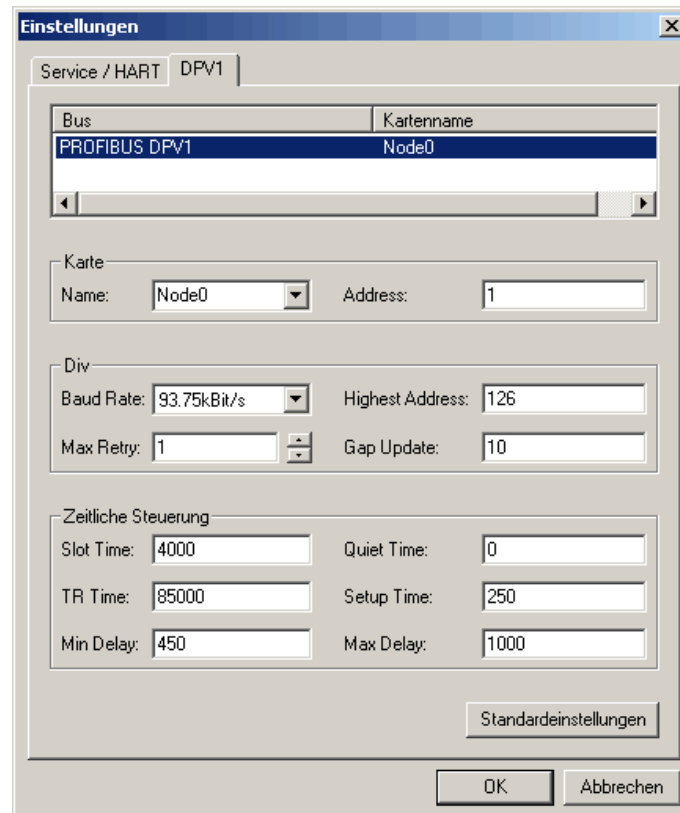 Einstellungen
Service / HART DPV1
Bus Kartenname
PROFIBUS DPV1 Node0
Karte
Name: Node0 Address: 1
Div
Baud Rate: 93.75kBit/s Highest Address: 126
Max Retry: 1 Gap Update: 10
Zeitliche Steuerung
Slot Time: 4000 Quiet Time: 0
TR Time: 85000 Setup Time: 250
Min Delay: 450 Max Delay: 1000
Standardeinstellungen
OK Abbrechen